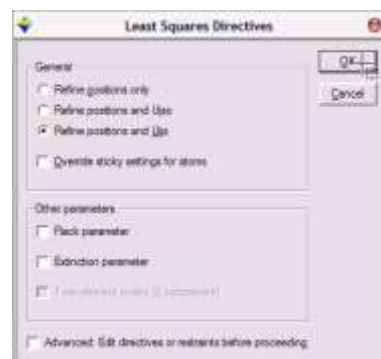 Least Squares Directives
OK
General
Cancel
Refine positions only
Refine positions and Uiso
Refine positions and Uijs
Override sticky settings for atoms
Other parameters
Flack parameter
Extinction parameter
Advanced: Edit directives or restraints before proceeding